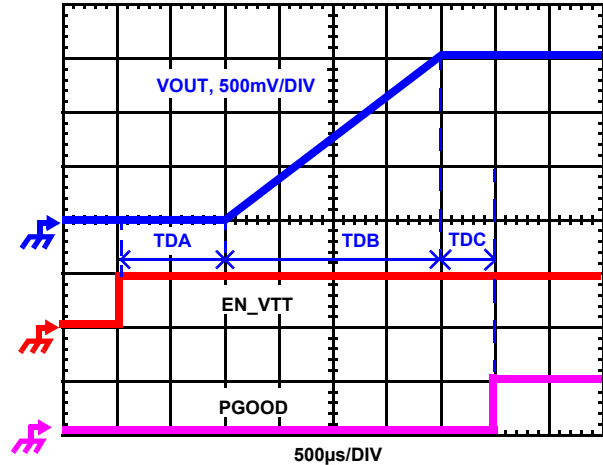 VOUT, 500mV/DIV
TDA
TDB
TDC
EN_VTT
PGOOD
500µs/DIV